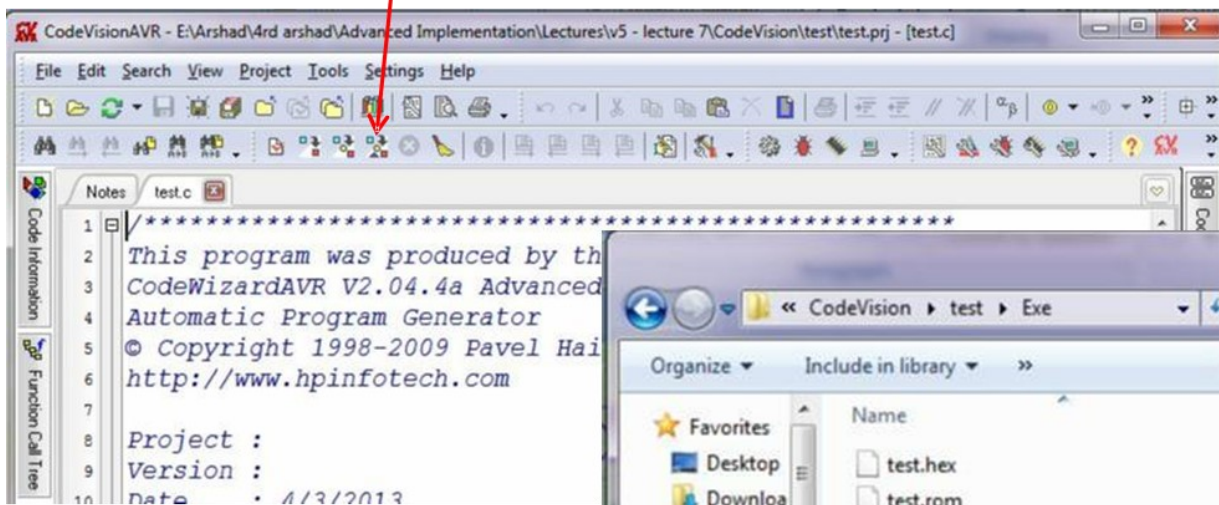 CodeVisionAVR - E:\Arshad\4rd arshad\Advanced Implementation\Lectures\v5 - lecture 7\CodeVision\test\test.prj - [test.c]
File Edit Search View Project Tools Settings Help
Notes test.c
Code Information
Function Call Tree
1 /********************************************************
2 This program was produced by th
3 CodeWizardAVR V2.04.4a Advanced
4 Automatic Program Generator
5 © Copyright 1998-2009 Pavel Hai
6 http://www.hpinfotech.com
7
8 Project :
9 Version :
10 Date : 4/3/2013
« CodeVision test Exe
Organize Include in library »
Favorites
Desktop
Downloa
Name
test.hex
test.rom